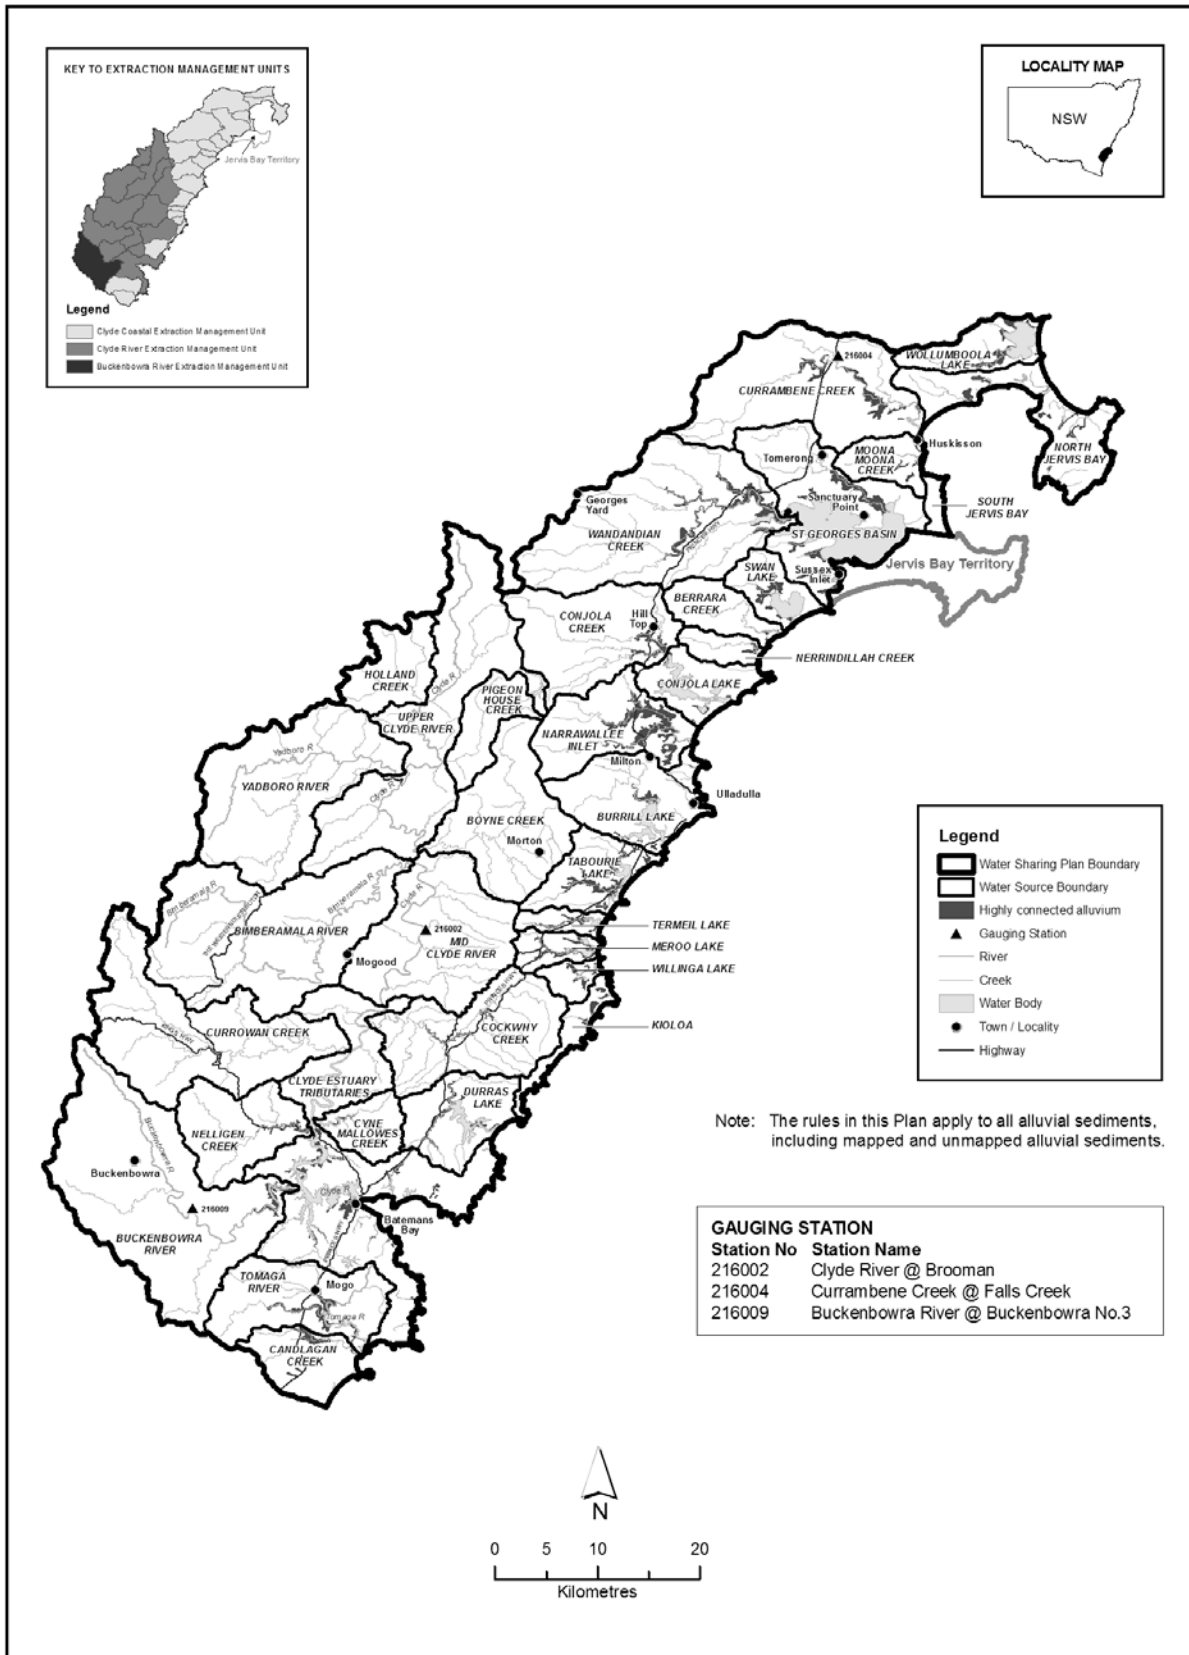 KEY TO EXTRACTION MANAGEMENT UNITS
Jervis Bay Territory
Legend
Clyde Coastal Extraction Management Unit
Clyde River Extraction Management Unit
Buckenbowra River Extraction Management Unit
LOCALITY MAP
NSW
216004
WOLLUMBOOLA
LAKE
CURRAMBENE CREEK
Huskisson
NORTH
JERVIS BAY
Tomerong
MOONA
MOONA
CREEK
Georges
Yard
Sanctuary
Point
SOUTH
JERVIS BAY
WANDANDIAN
CREEK
ST GEORGES BASIN
Jervis Bay Territory
SWAN
LAKE
Sussex
Inlet
BERRARA
CREEK
CONJOLA
CREEK
Hill
Top
NERRINDILLAH CREEK
HOLLAND
CREEK
Clyde R
PIGEON
HOUSE
CREEK
CONJOLA LAKE
UPPER
CLYDE RIVER
NARRAWALLEE
INLET
Milton
Yadboro R
YADBORO RIVER
Clyde R
Ulladulla
BURRILL LAKE
BOYNE CREEK
Morton
TABOURIE
LAKE
Bimberamala R
Bimberamala R
Clyde R
BIMBERAMALA RIVER
216002
MID
CLYDE RIVER
Mogood
TERMEIL LAKE
MEROO LAKE
WILLINGA LAKE
KIOLOA
CURROWAN CREEK
COCKWHY
CREEK
CLYDE ESTUARY
TRIBUTARIES
DURRAS
LAKE
NELLIGEN
CREEK
CYNE
MALLOWES
CREEK
Buckenbowra R
Buckenbowra
216009
Clyde R
Batemans
Bay
BUCKENBOWRA
RIVER
TOMAGA
RIVER
Mogo
Tomaga R
CANDLAGAN
CREEK
Legend
Water Sharing Plan Boundary
Water Source Boundary
Highly connected alluvium
Gauging Station
River
Creek
Water Body
Town / Locality
Highway
Note: The rules in this Plan apply to all alluvial sediments,
including mapped and unmapped alluvial sediments.
GAUGING STATION
Station No Station Name
216002 Clyde River @ Brooman
216004 Currambene Creek @ Falls Creek
216009 Buckenbowra River @ Buckenbowra No.3
N
0 5 10 20
Kilometres